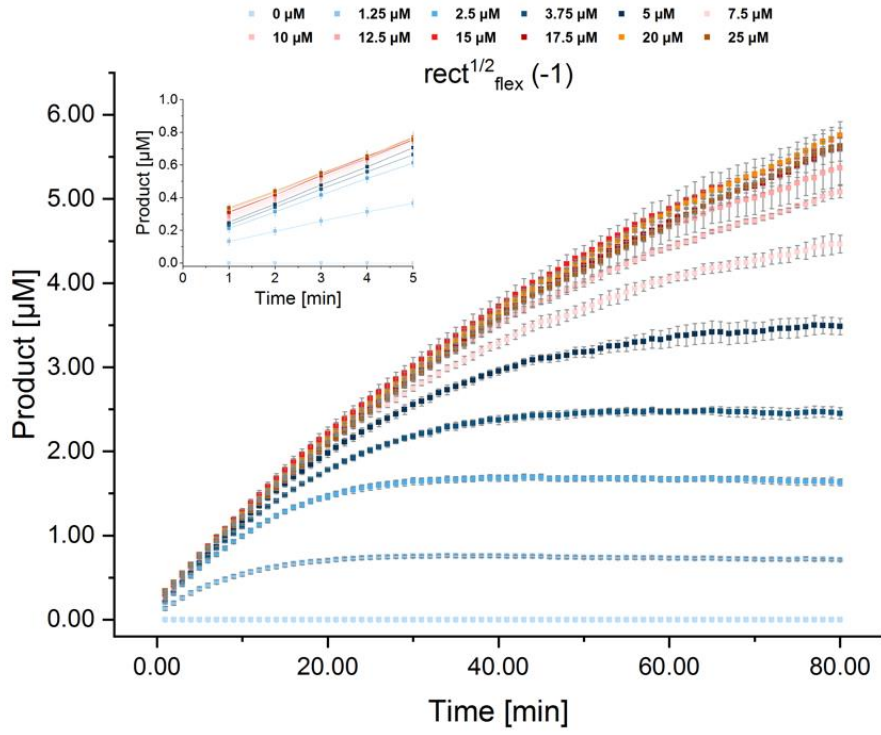 0 µM 1.25 µM 2.5 µM 3.75 µM 5 µM 7.5 µM
10 µM 12.5 µM 15 µM 17.5 µM 20 µM 25 µM
rect1/2flex (-1)
6.00
5.00
4.00
3.00
2.00
1.00
0.00
Product [µM]
1.0
0.8
0.6
0.4
0.2
0.0
Product [µM]
0 1 2 3 4 5
Time [min]
0.00 20.00 40.00 60.00 80.00
Time [min]